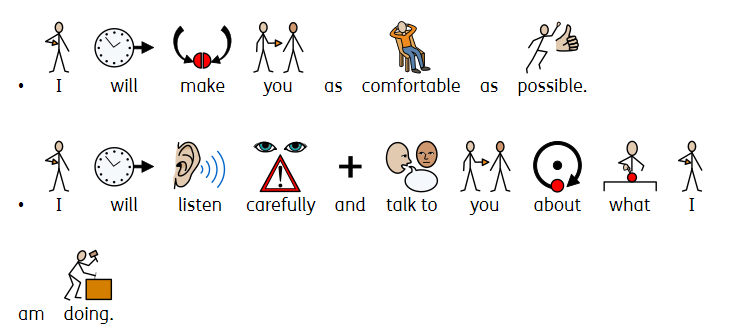 • I will make you as comfortable as possible.
• I will listen carefully and talk to you about what I
am doing.